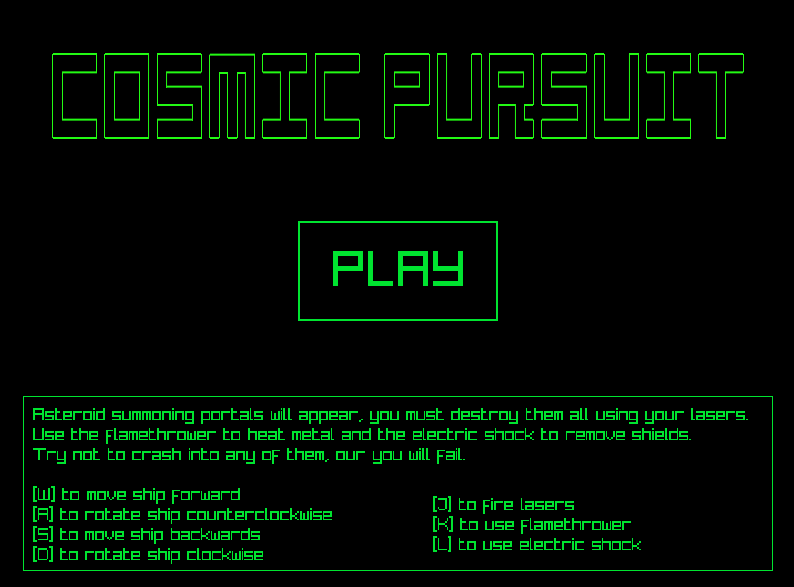 COSMIC PURSUIT
PLAY
Asteroid summoning portals will appear, you must destroy them all using your lasers.
Use the flamethrower to heat metal and the electric shock to remove shields.
Try not to crash into any of them, our you will fail.
[W] to move ship forward
[A] to rotate ship counterclockwise
[S] to move ship backwards
[D] to rotate ship clockwise
[J] to fire lasers
[K] to use flamethrower
[L] to use electric shock